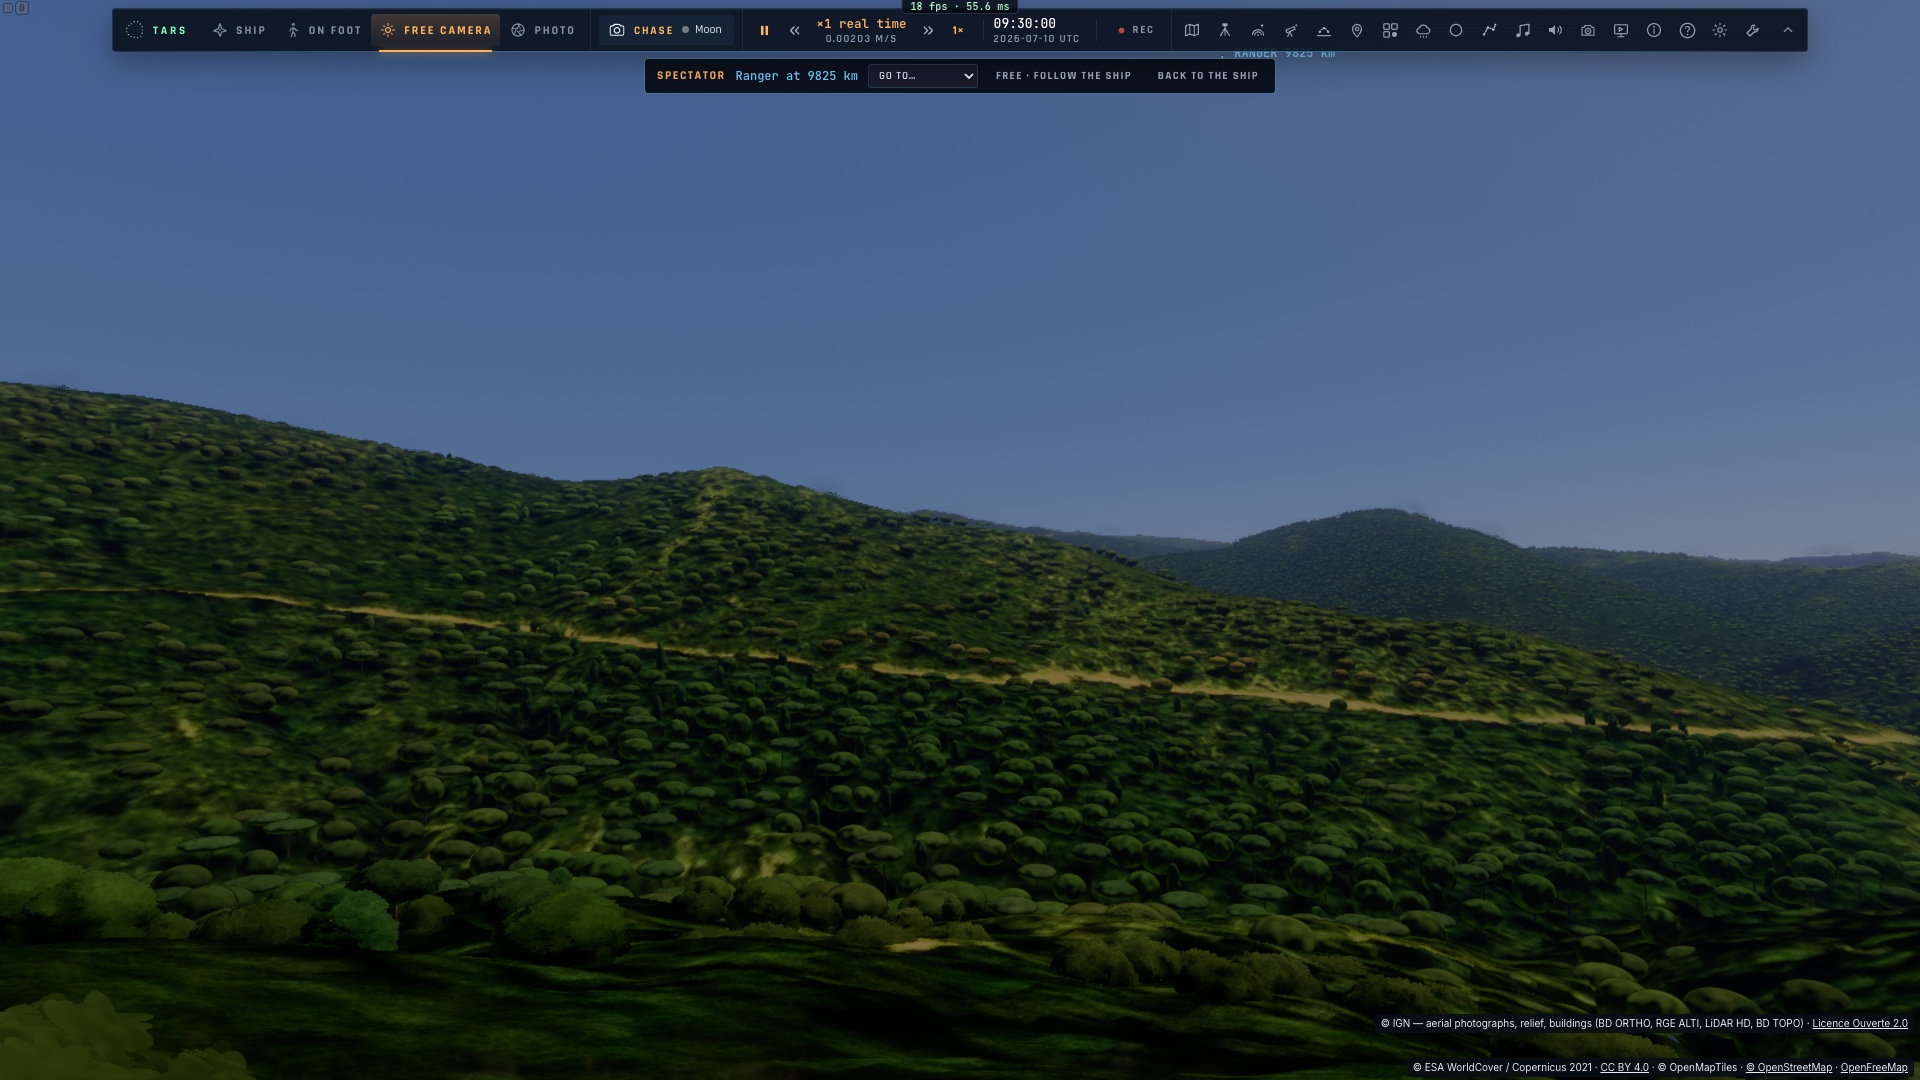 18 fps · 55.6 ms
TARS SHIP ON FOOT FREE CAMERA PHOTO CHASE Moon ×1 real time 1× 09:30:00 REC
0.00203 M/S 2026-07-10 UTC
RANGER 9825 km
SPECTATOR Ranger at 9825 km GO TO… FREE · FOLLOW THE SHIP BACK TO THE SHIP
© IGN — aerial photographs, relief, buildings (BD ORTHO, RGE ALTI, LiDAR HD, BD TOPO) · Licence Ouverte 2.0
© ESA WorldCover / Copernicus 2021 · CC BY 4.0 · © OpenMapTiles · © OpenStreetMap · OpenFreeMap